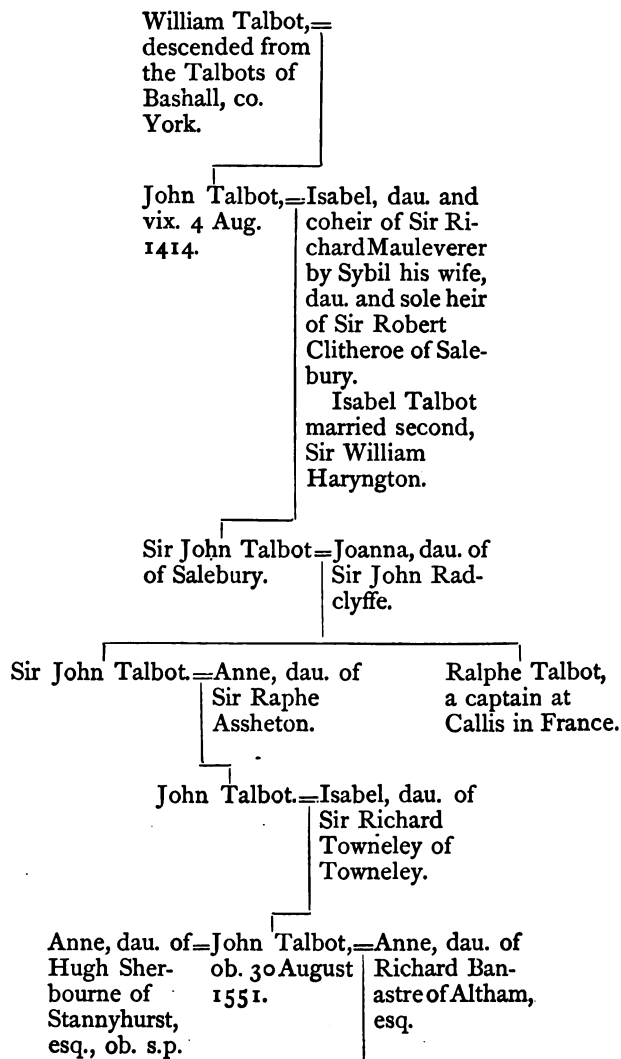 William Talbot,=
descended from
the Talbots of
Bashall, co.
York.
John Talbot,=
vix. 4 Aug.
1414.
Isabel, dau. and
coheir of Sir Ri-
chard Mauleverer
by Sybil his wife,
dau. and sole heir
of Sir Robert
Clitheroe of Sale-
bury.
Isabel Talbot
married second,
Sir William
Haryngton.
Sir John Talbot=
of Salebury.
Joanna, dau. of
Sir John Rad-
clyffe.
Sir John Talbot.=
Anne, dau. of
Sir Raphe
Assheton.
Ralphe Talbot,
a captain at
Callis in France.
John Talbot.=
Isabel, dau. of
Sir Richard
Towneley of
Towneley.
Anne, dau. of=
Hugh Sher-
bourne of
Stannyhurst,
esq., ob. s.p.
John Talbot,=
ob. 30 August
1551.
Anne, dau. of
Richard Ban-
astre of Altham,
esq.